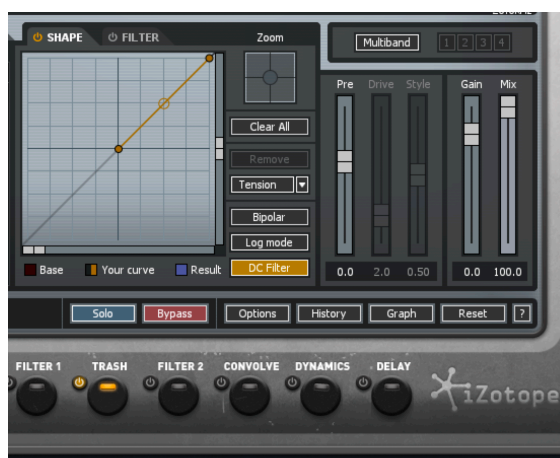 SHAPE FILTER Zoom
Multiband 1 2 3 4
Pre Drive Style Gain Mix
Clear All
Remove
Tension
Bipolar
Log mode
DC Filter
Base Your curve Result
0.0 2.0 0.50 0.0 100.0
Solo Bypass Options History Graph Reset ?
FILTER 1 TRASH FILTER 2 CONVOLVE DYNAMICS DELAY
iZotope